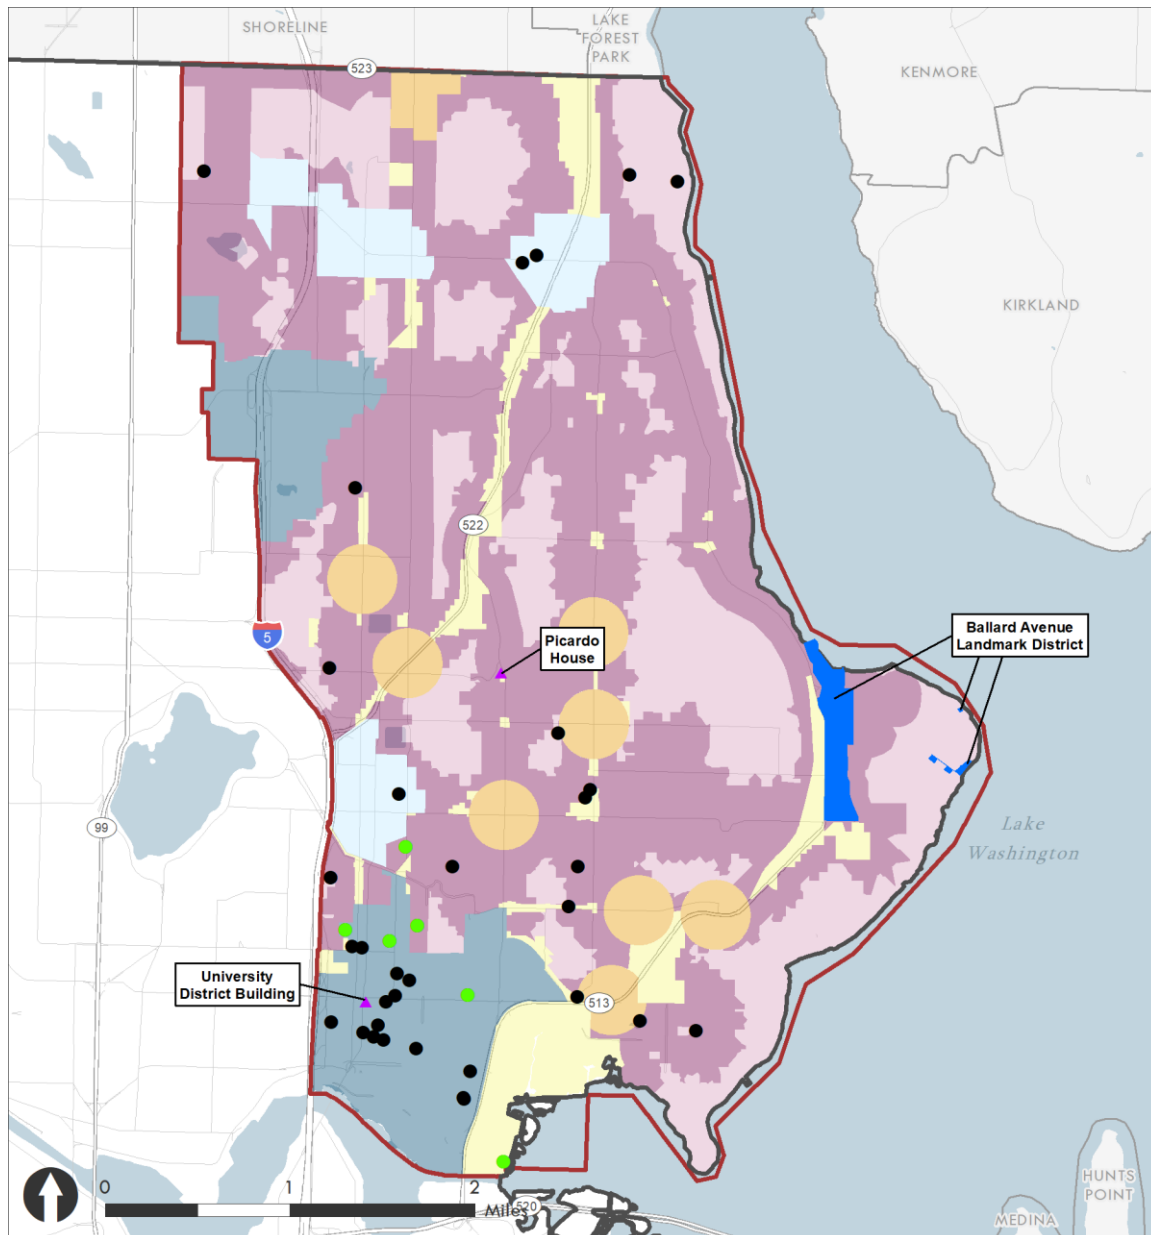 SHORELINE
LAKE
FOREST
PARK
523
KENMORE
KIRKLAND
522
5
Picardo
House
Ballard Avenue
Landmark District
99
Lake
Washington
University
District Building
513
0
1
2
Miles
520
HUNTS
POINT
MEDINA